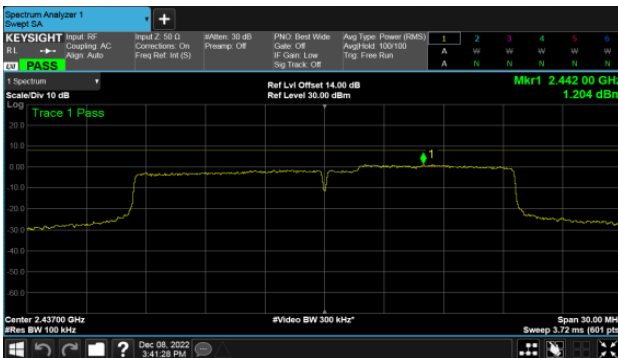 Spectrum Analyzer 1
Swept SA
KEYSIGHT
RL
PASS
Input: RF
Coupling: AC
Align: Auto
Input Z: 50 Ω
Corrections: On
Freq Ref: Int (S)
#Atten: 30 dB
Preamp: Off
PNO: Best Wide
Gate: Off
IF Gain: Low
Sig Track: Off
Avg Type: Power (RMS)
Avg|Hold: 100/100
Trig: Free Run
1 2 3 4 5 6
A W W W W W
A N N N N N
1 Spectrum
Scale/Div 10 dB
Log
Ref Lvl Offset 14.00 dB
Ref Level 30.00 dBm
Mkr1 2.442 00 GHz
1.204 dBm
Trace 1 Pass
20.0
10.0
1
0.00
-10.0
-20.0
-30.0
-40.0
-50.0
-60.0
Center 2.43700 GHz
#Res BW 100 kHz
#Video BW 300 kHz*
Span 30.00 MH
Sweep 3.72 ms (601 pts
?
Dec 08, 2022
3:41:28 PM